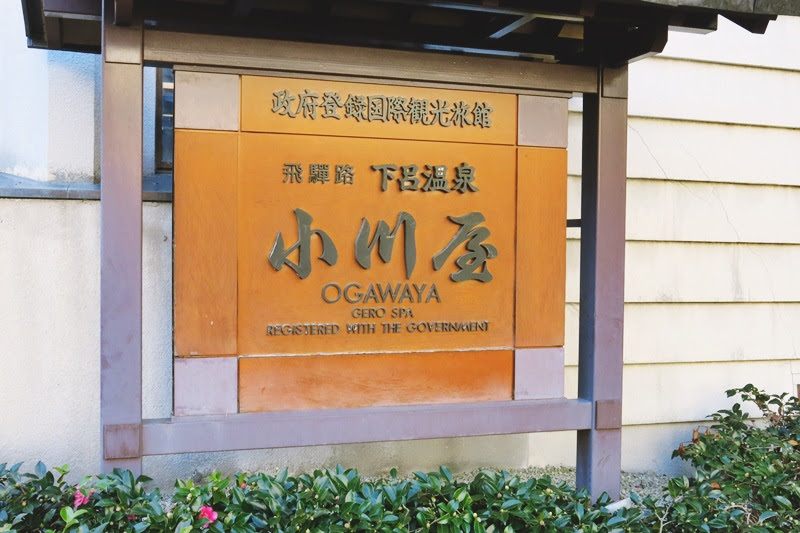 政府登録国際観光旅館
飛驒路 下呂温泉
小川屋
OGAWAYA
GERO SPA
REGISTERED WITH THE GOVERNMENT